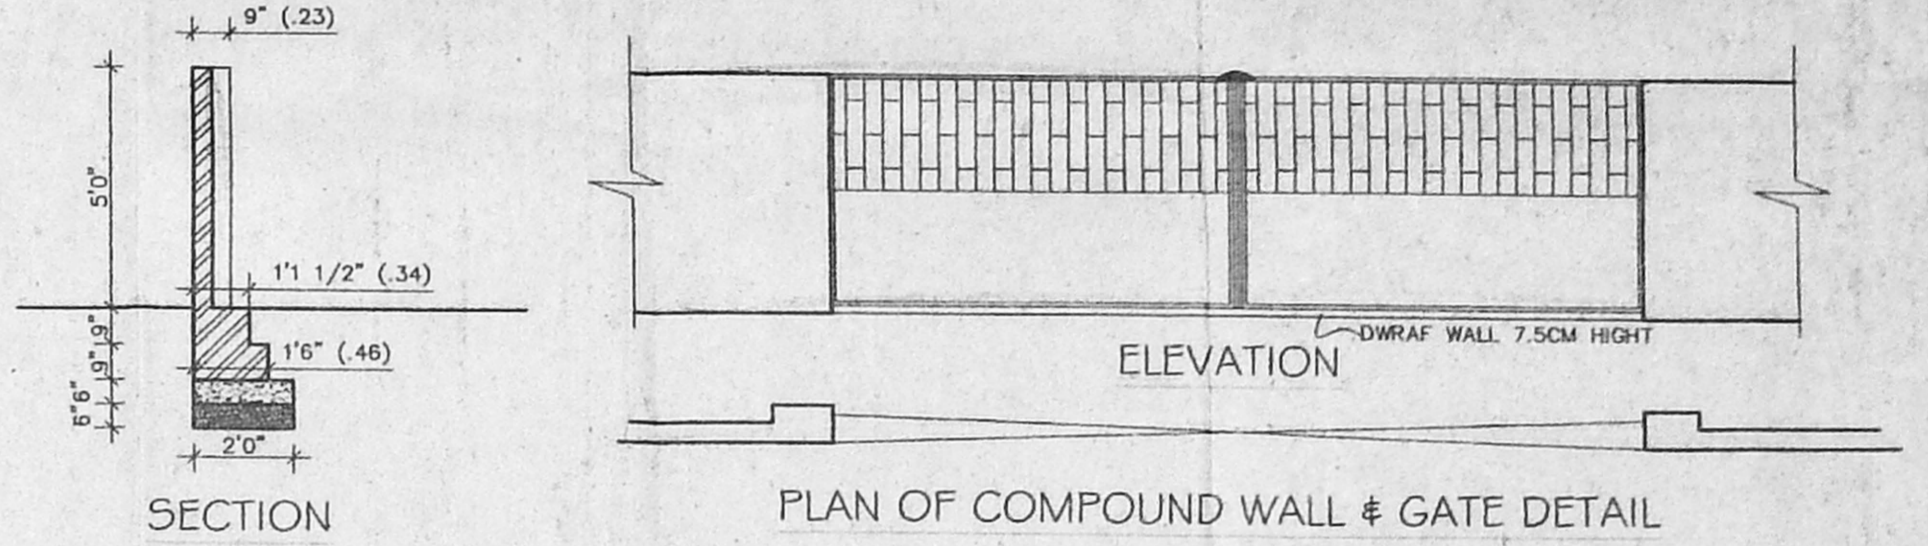 9" (.23)
5'0"
1'1 1/2" (.34)
9"
9"
1'6" (.46)
6"
6"
2'0"
SECTION
DWRAF WALL 7.5CM HIGHT
ELEVATION
PLAN OF COMPOUND WALL & GATE DETAIL